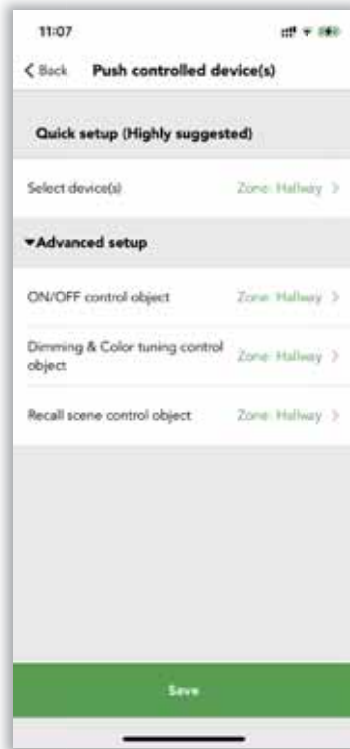 11:07
< Back Push controlled device(s)
Quick setup (Highly suggested)
Select device(s) Zone: Hallway >
▾Advanced setup
ON/OFF control object Zone: Hallway >
Dimming & Color tuning control
object Zone: Hallway >
Recall scene control object Zone: Hallway >
Save